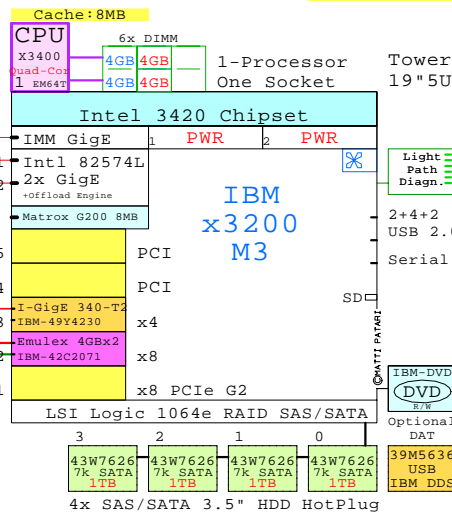 Cache:8MB
CPU
X3400
Quad-Cor
1 EM64T
6x DIMM
4GB 4GB
4GB 4GB
1-Processor
One Socket
Tower
19"5U
Intel 3420 Chipset
IMM GigE
1 PWR
2 PWR
Intl 82574L
2x GigE
+Offload Engine
Matrox G200 8MB
IBM
x3200
M3
Light
Path
Diagn.
2+4+2
USB 2.0
Serial
PCI
PCI
SD
I-GigE 340-T2
IBM-49Y4230
x4
3
Emulex 4GBx2
IBM-42C2071
x8
2
x8 PCIe G2
1
©MATTI PATARI
LSI Logic 1064e RAID SAS/SATA
IBM-DVD
DVD
R/W
Optional
DAT
39M5636
USB
IBM DDS
3 2 1 0
43W7626 43W7626 43W7626 43W7626
7k SATA 7k SATA 7k SATA 7k SATA
1TB 1TB 1TB 1TB
4x SAS/SATA 3.5" HDD HotPlug